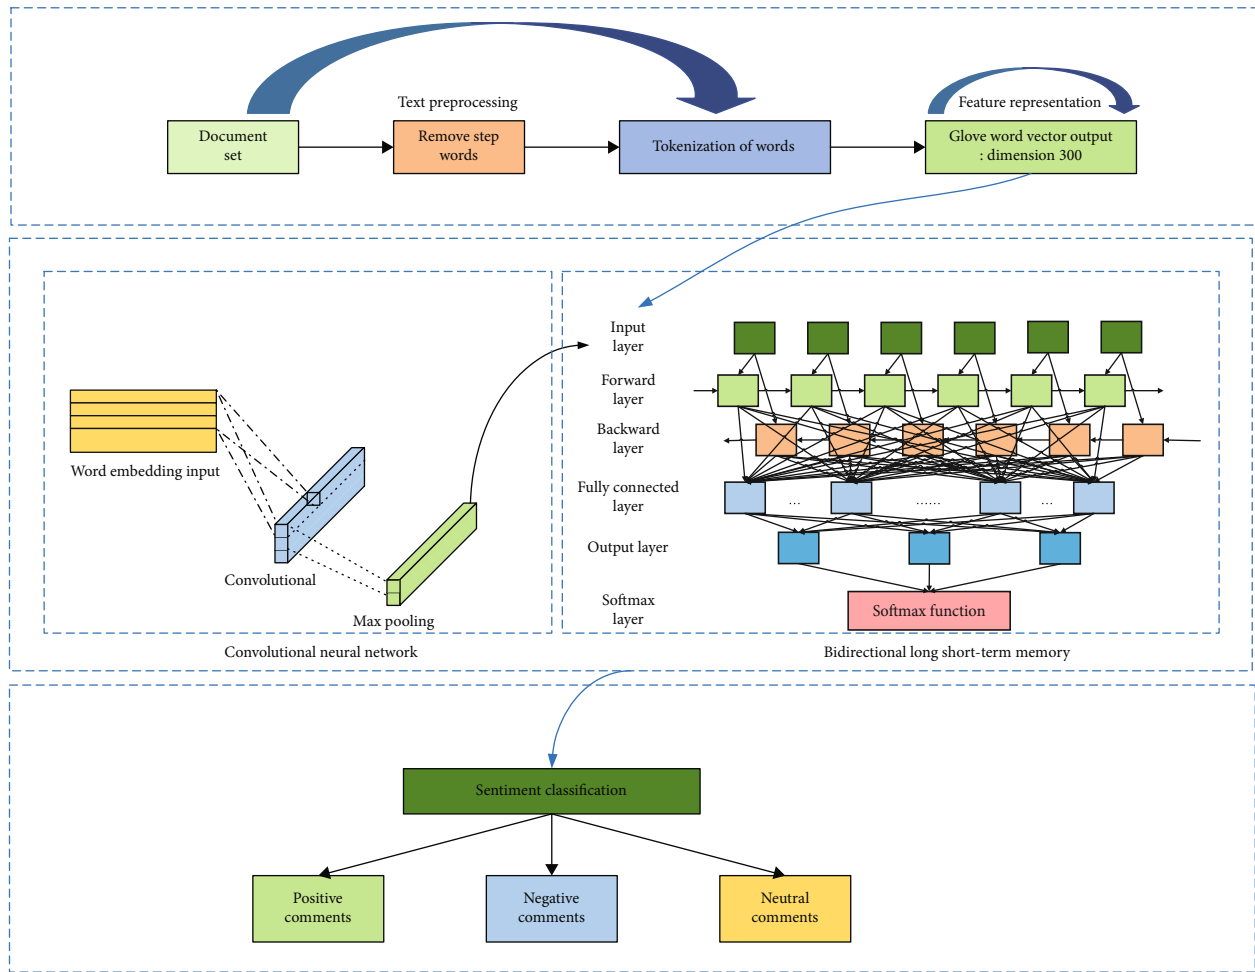 Text preprocessing
Feature representation
Document
set
Remove step
words
Tokenization of words
Glove word vector output
: dimension 300
Input
layer
Forward
layer
Backward
layer
Fully connected
layer
...
......
...
Output layer
Softmax
layer
Softmax function
Word embedding input
Convolutional
Max pooling
Convolutional neural network
Bidirectional long short-term memory
Sentiment classification
Positive
comments
Negative
comments
Neutral
comments